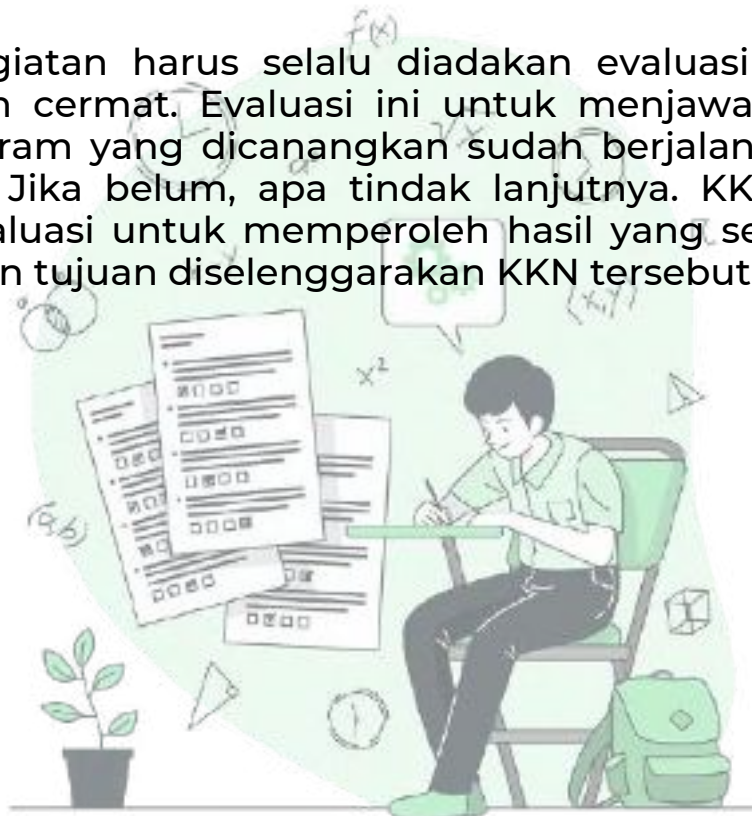 f(x)
giatan harus selalu diadakan evaluasi
n cermat. Evaluasi ini untuk menjawa
ram yang dicanangkan sudah berjalan
Jika belum, apa tindak lanjutnya. KK
aluasi untuk memperoleh hasil yang se
n tujuan diselenggarakan KKN tersebut
x²
(a,b)